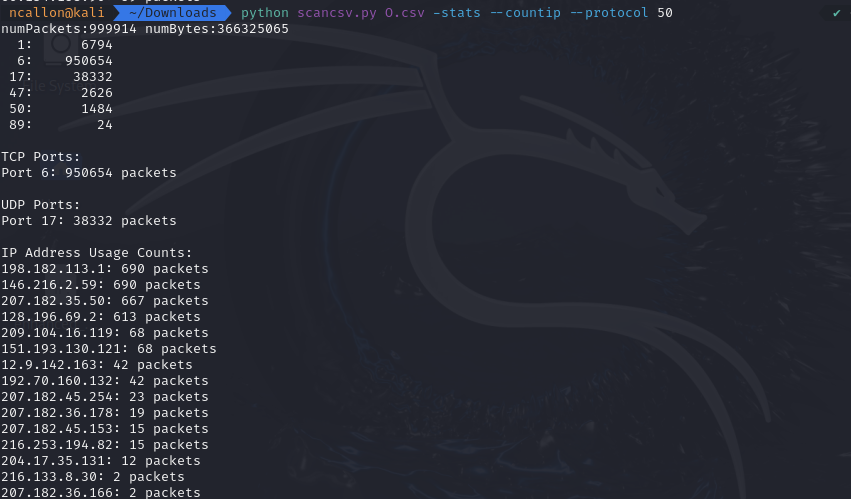 ncallon@kali ~/Downloads python scancsv.py O.csv -stats --countip --protocol 50 ✔
numPackets:999914 numBytes:366325065
1: 6794
6: 950654
17: 38332
47: 2626
50: 1484
89: 24
TCP Ports:
Port 6: 950654 packets
UDP Ports:
Port 17: 38332 packets
IP Address Usage Counts:
198.182.113.1: 690 packets
146.216.2.59: 690 packets
207.182.35.50: 667 packets
128.196.69.2: 613 packets
209.104.16.119: 68 packets
151.193.130.121: 68 packets
12.9.142.163: 42 packets
192.70.160.132: 42 packets
207.182.45.254: 23 packets
207.182.36.178: 19 packets
207.182.45.153: 15 packets
216.253.194.82: 15 packets
204.17.35.131: 12 packets
216.133.8.30: 2 packets
207.182.36.166: 2 packets